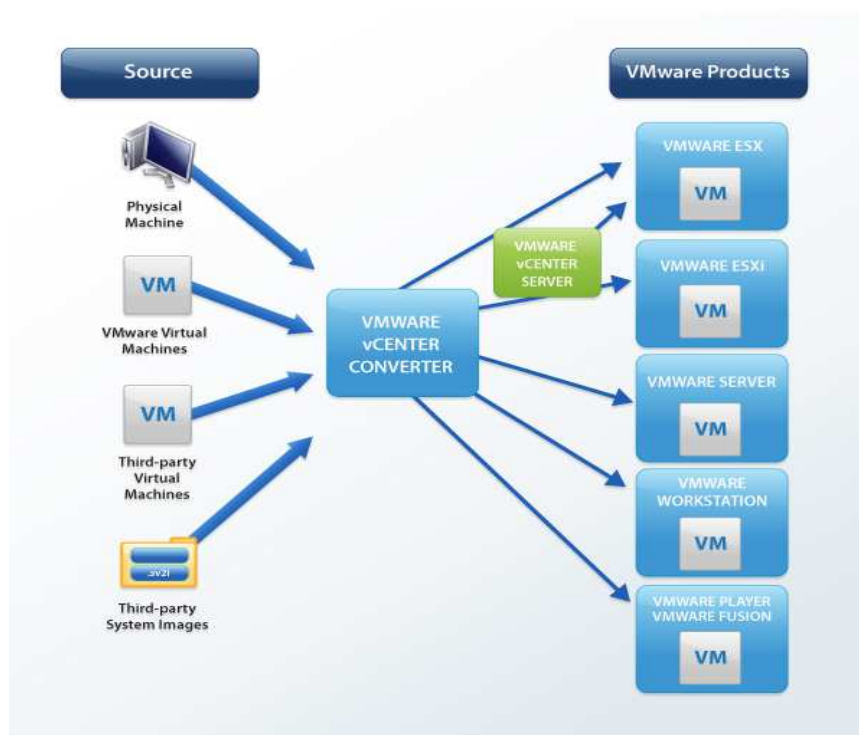 Source
VMware Products
Physical
Machine
VM
VMware Virtual
Machines
VM
Third-party
Virtual
Machines
.sv2i
Third-party
System Images
VMWARE
vCENTER
CONVERTER
VMWARE
vCENTER
SERVER
VMWARE ESX
VM
VMWARE ESXi
VM
VMWARE SERVER
VM
VMWARE
WORKSTATION
VM
VMWARE PLAYER
VMWARE FUSION
VM